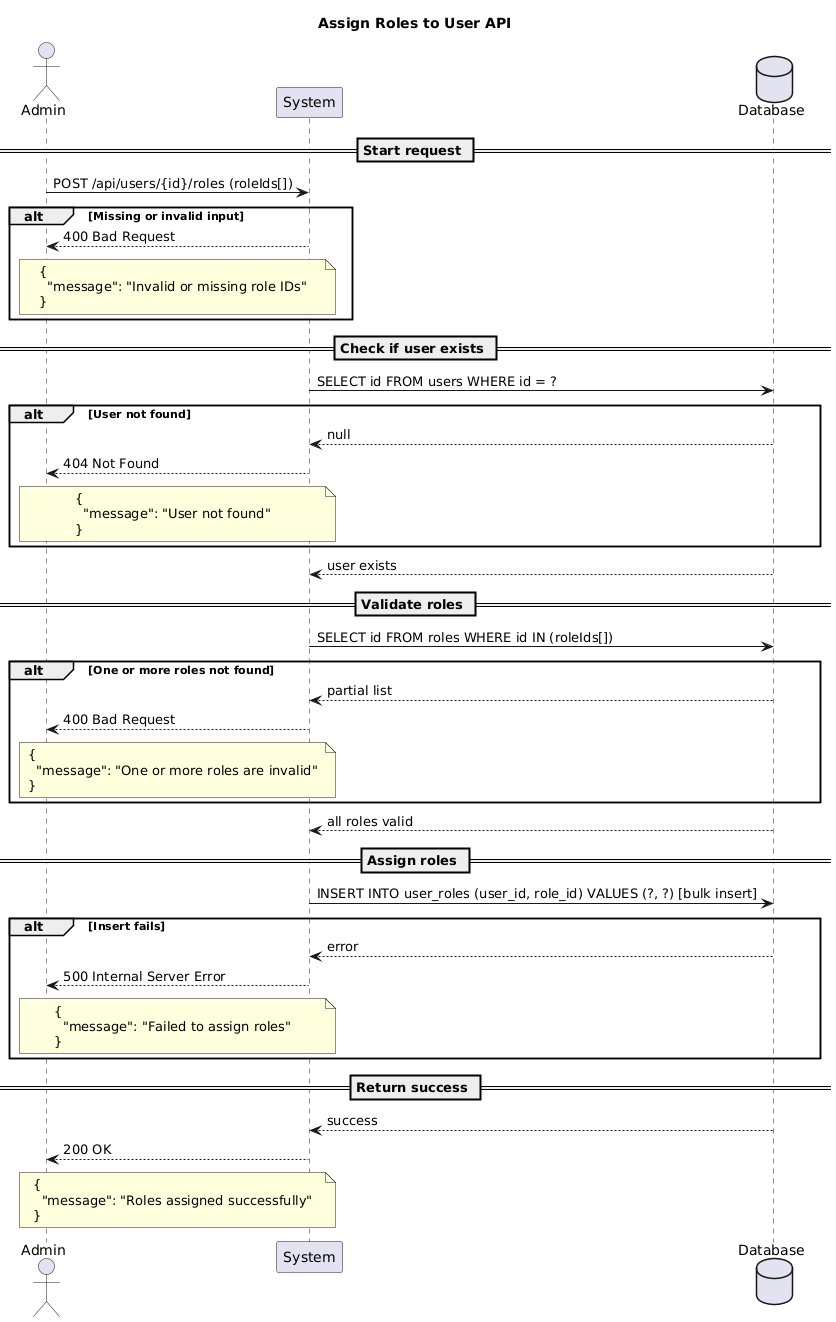 Assign Roles to User API
Admin
System
Database
Start request
POST /api/users/{id}/roles (roleIds[])
alt [Missing or invalid input]
400 Bad Request
{
"message": "Invalid or missing role IDs"
}
Check if user exists
SELECT id FROM users WHERE id = ?
alt [User not found]
null
404 Not Found
{
"message": "User not found"
}
user exists
Validate roles
SELECT id FROM roles WHERE id IN (roleIds[])
alt [One or more roles not found]
partial list
400 Bad Request
{
"message": "One or more roles are invalid"
}
all roles valid
Assign roles
INSERT INTO user_roles (user_id, role_id) VALUES (?, ?) [bulk insert]
alt [Insert fails]
error
500 Internal Server Error
{
"message": "Failed to assign roles"
}
Return success
success
200 OK
{
"message": "Roles assigned successfully"
}
Admin
System
Database